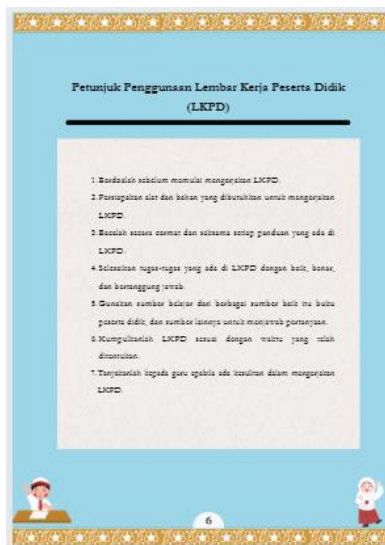 Petunjuk Penggunaan Lembar Kerja Peserta Didik
(LKPD)
1. Berdoalah sebelum memulai mengerjakan LKPD.
2. Persiapkan alat dan bahan yang dibutuhkan untuk mengerjakan
LKPD.
3. Bacalah secara cermat dan seksama setiap panduan yang ada di
LKPD.
4. Selesaikan tugas-tugas yang ada di LKPD dengan baik, benar,
dan bertanggung jawab.
5. Gunakan sumber belajar dari berbagai sumber baik itu buku
peserta didik, dan sumber lainnya untuk menjawab pertanyaan.
6. Kumpulkanlah LKPD sesuai dengan waktu yang telah
ditentukan.
7. Tanyakanlah kepada guru apabila ada kesulitan dalam mengerjakan
LKPD.
6